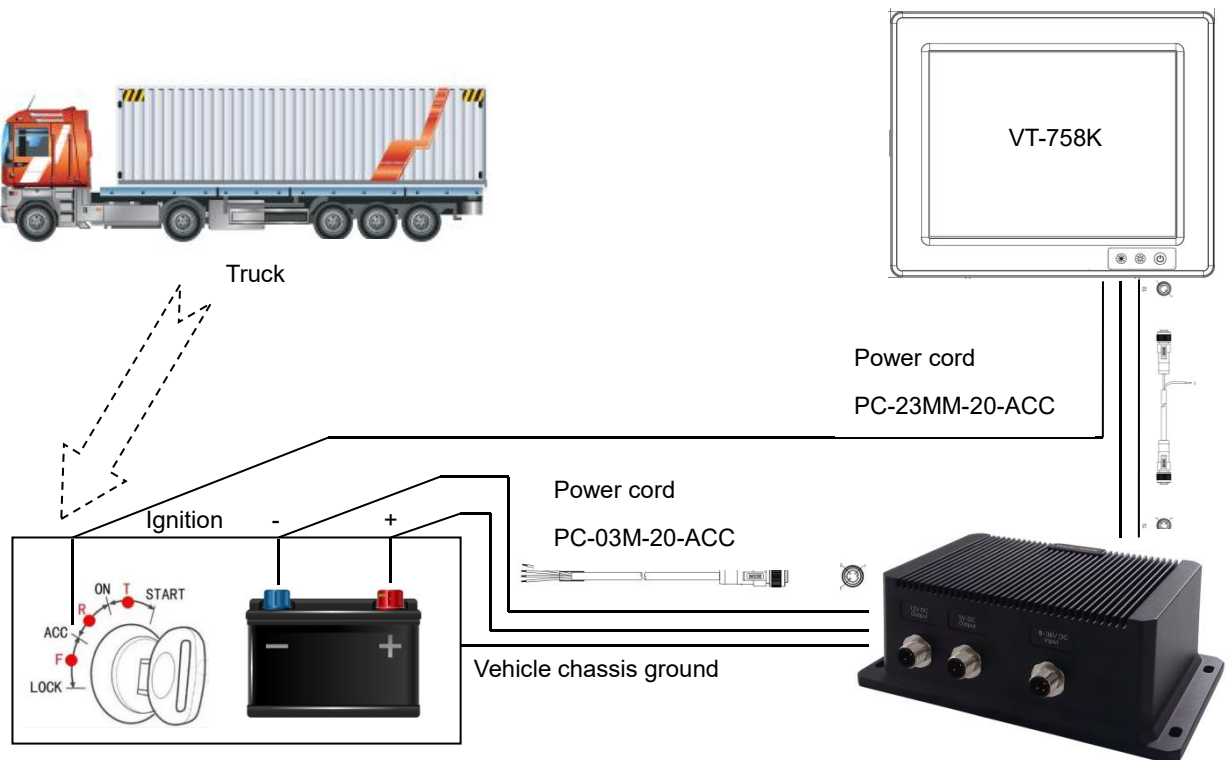 VT-758K
Truck
Power cord
PC-23MM-20-ACC
Power cord
PC-03M-20-ACC
Ignition - +
ON T START
R
ACC
F
LOCK
Vehicle chassis ground
12V DC
Output
5V DC
Output
9~36V DC
Input